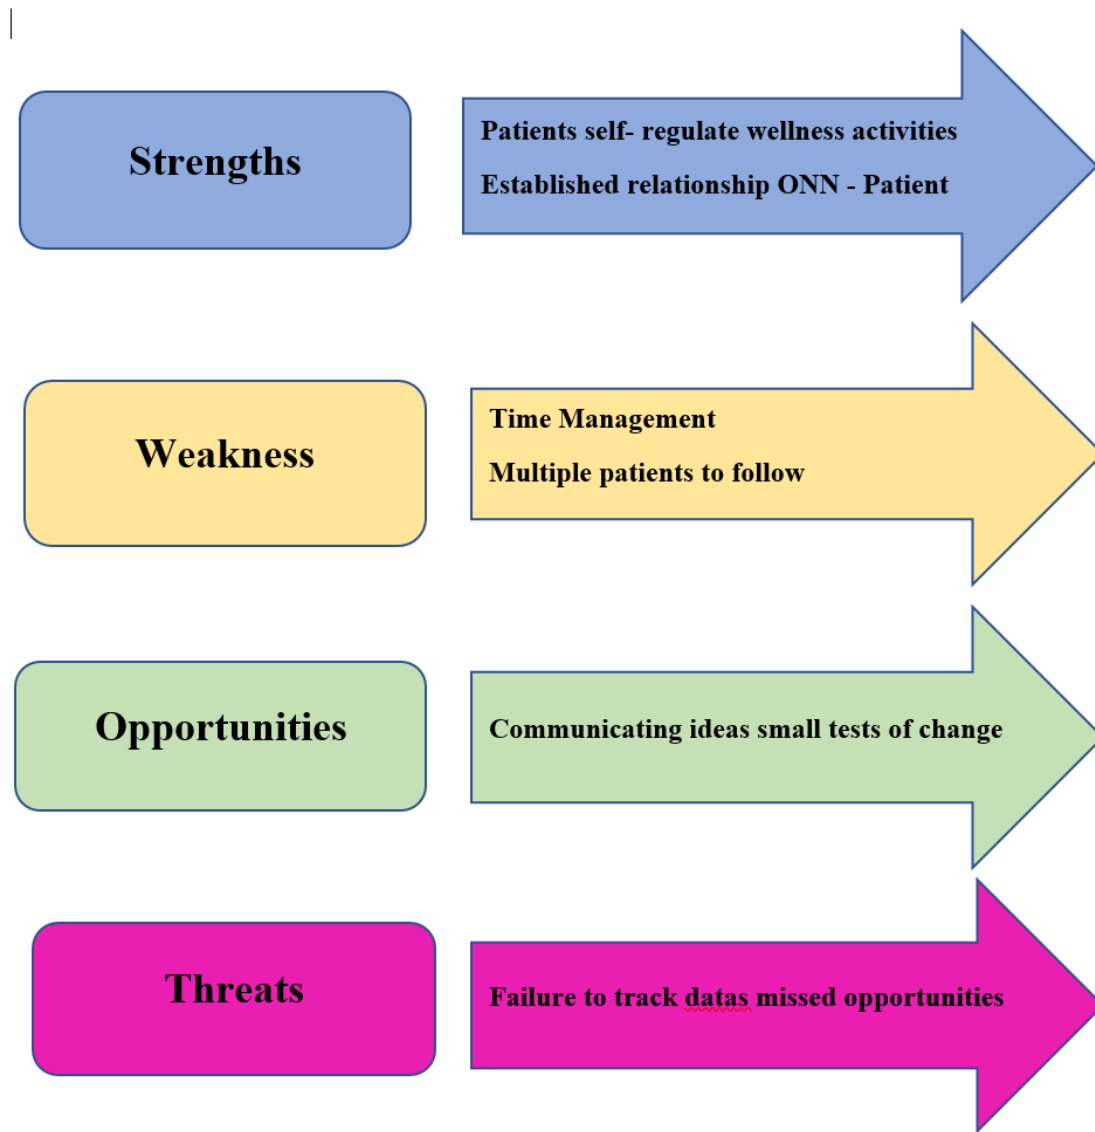 Strengths
Patients self- regulate wellness activities
Established relationship ONN - Patient
Weakness
Time Management
Multiple patients to follow
Opportunities
Communicating ideas small tests of change
Threats
Failure to track datas missed opportunities